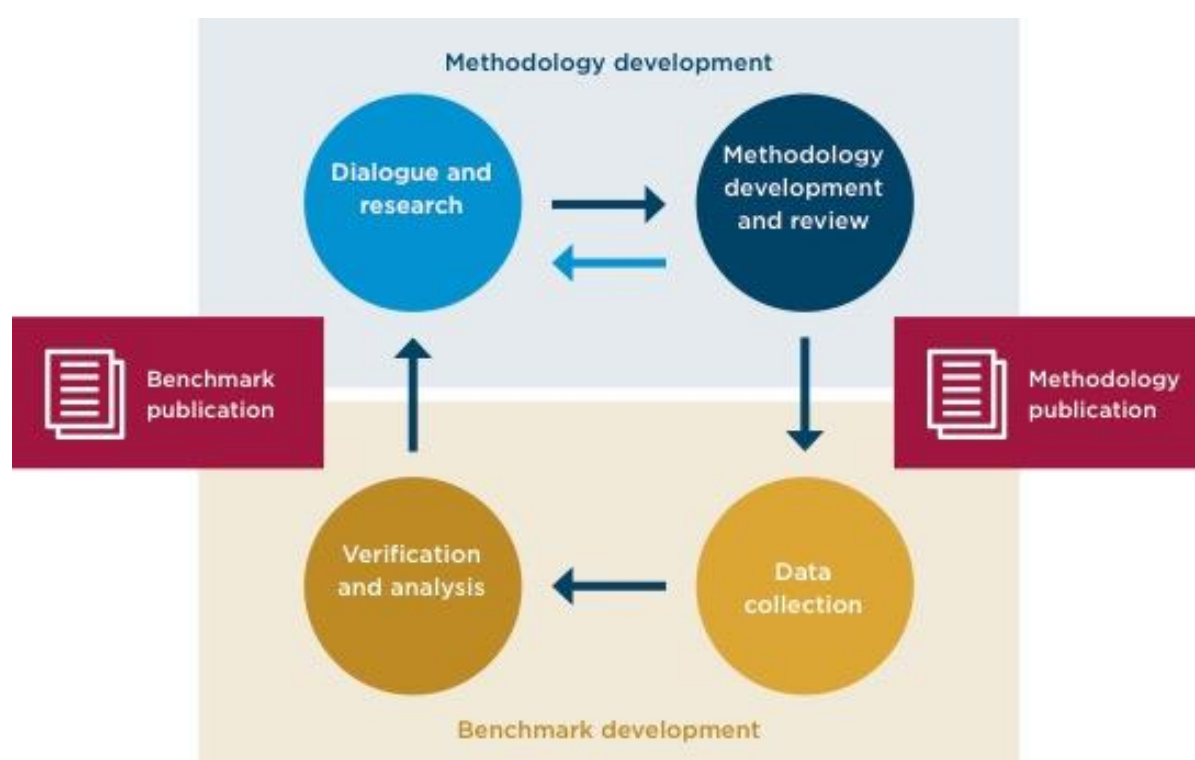 Methodology development
Dialogue and
research
Methodology
development
and review
Benchmark
publication
Methodology
publication
Verification
and analysis
Data
collection
Benchmark development